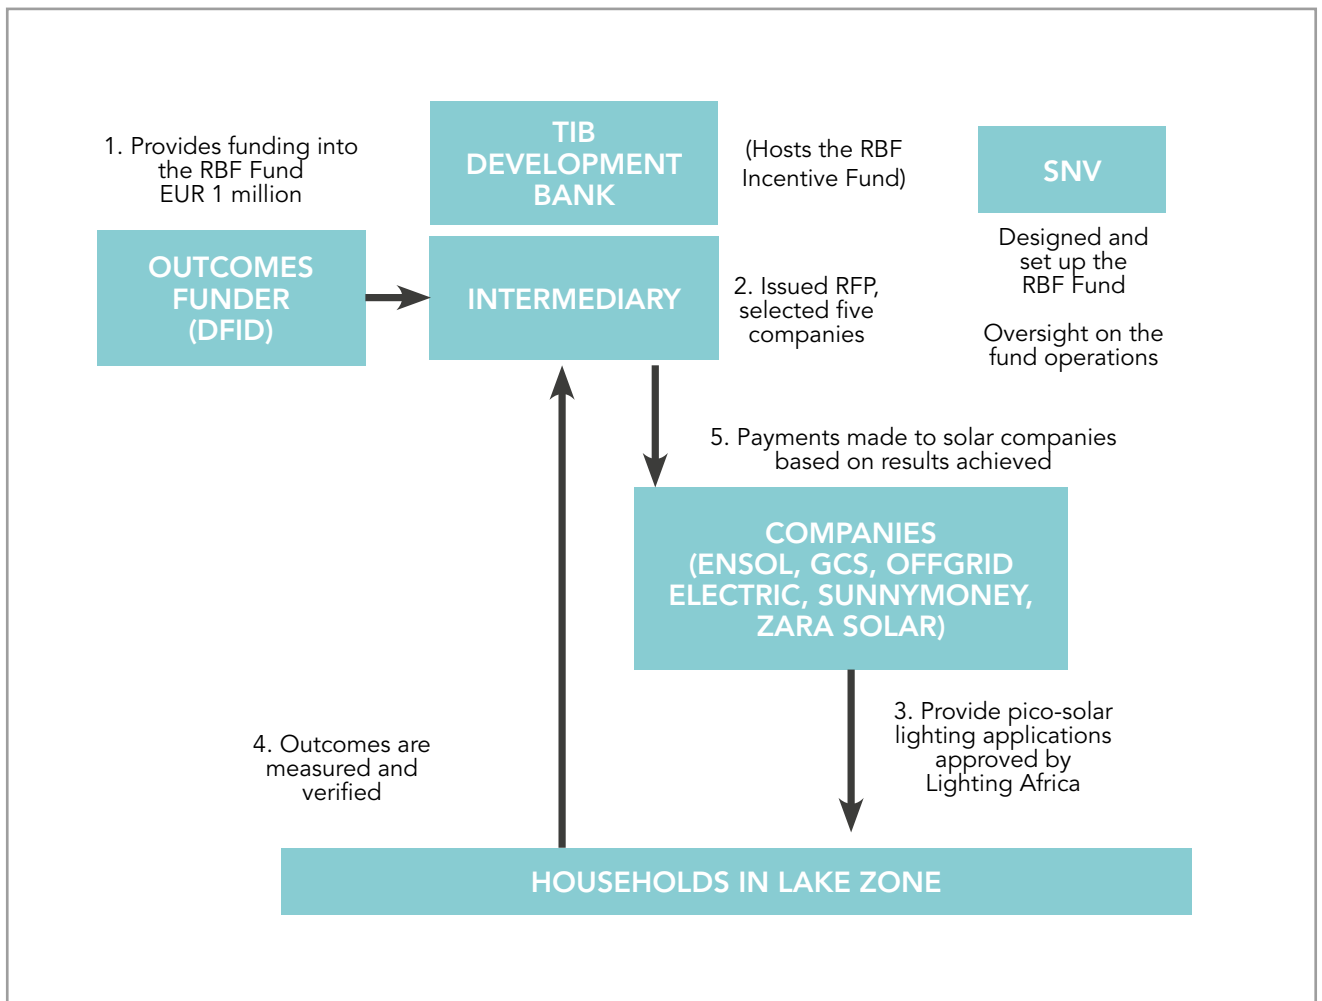 1. Provides funding into
the RBF Fund
EUR 1 million
TIB
DEVELOPMENT
BANK
(Hosts the RBF
Incentive Fund)
SNV
Designed and
set up the
RBF Fund
Oversight on the
fund operations
OUTCOMES
FUNDER
(DFID)
INTERMEDIARY
2. Issued RFP,
selected five
companies
5. Payments made to solar companies
based on results achieved
COMPANIES
(ENSOL, GCS, OFFGRID
ELECTRIC, SUNNYMONEY,
ZARA SOLAR)
3. Provide pico-solar
lighting applications
approved by
Lighting Africa
4. Outcomes are
measured and
verified
HOUSEHOLDS IN LAKE ZONE